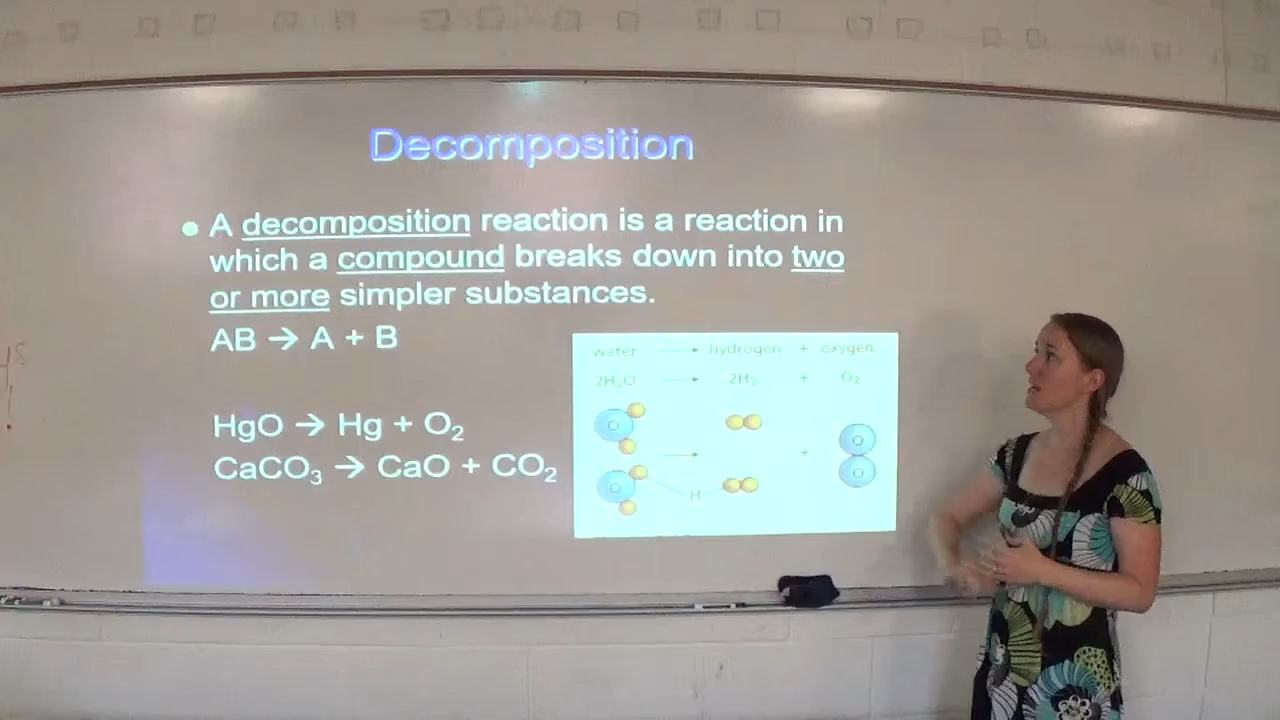 Decomposition
● A decomposition reaction is a reaction in
which a compound breaks down into two
or more simpler substances.
AB → A + B
HgO → Hg + O₂
CaCO₃ → CaO + CO₂
water → hydrogen + oxygen
2H₂O → 2H₂ + O₂
O
→ +
O
O
O
H